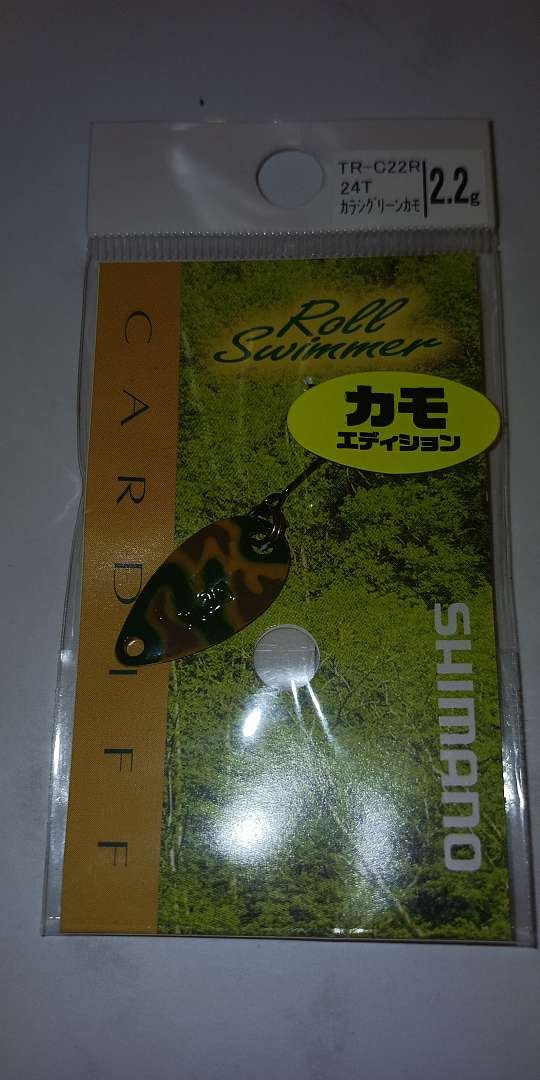 TR-C22R
24T
カラシグリーンカモ
2.2g
Roll
Swimmer
カモ
エディション
CARDIFF
SHIMANO